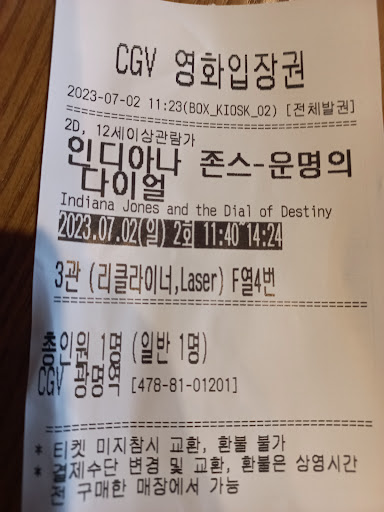 CGV 영화입장권
2023-07-02 11:23(BOX_KIOSK_02) [전체발권]
================================
2D, 12세이상관람가
인디아나 존스-운명의
다이얼
Indiana Jones and the Dial of Destiny
2023.07.02(일) 2회 11:40 14:24
3관 (리클라이너,Laser) F열4번
================================
총인원 1명 (일반 1명)
CGV 광명역 [478-81-01201]
================================
* 티켓 미지참시 교환, 환불 불가
* 결제수단 변경 및 교환, 환불은 상영시간
전 구매한 매장에서 가능